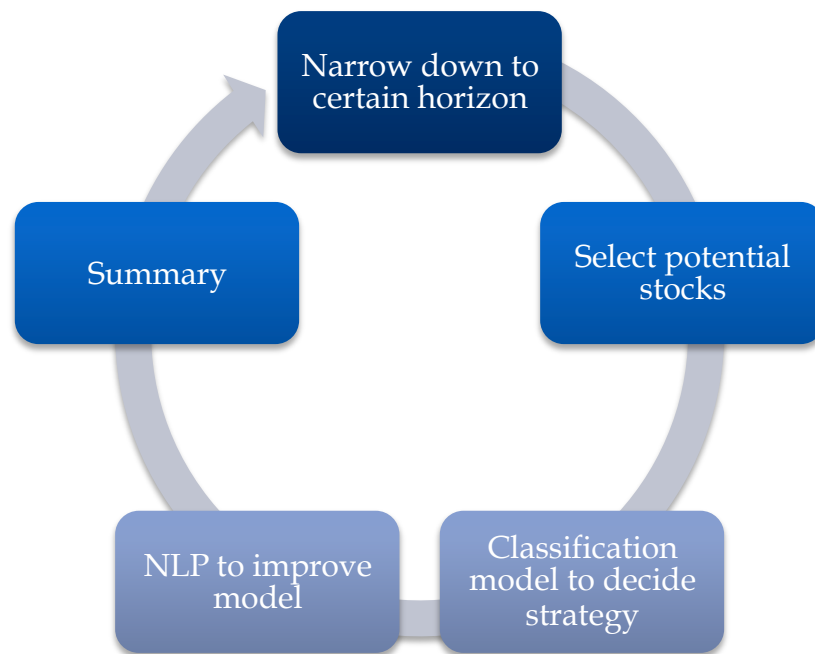 Narrow down to
certain horizon
Select potential
stocks
Classification
model to decide
strategy
NLP to improve
model
Summary